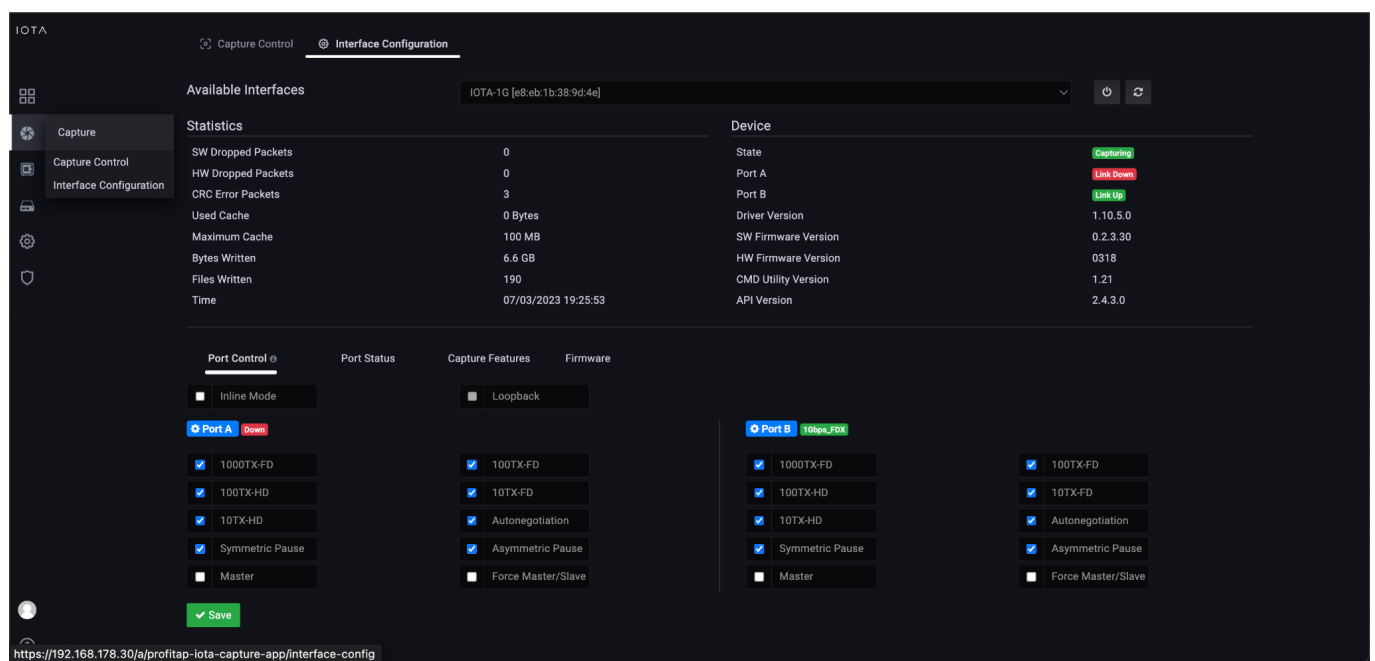 IOTA
Capture Control Interface Configuration
Available Interfaces IOTA-1G [e8:eb:1b:38:9d:4e]
Capture
Capture Control
Interface Configuration
Statistics
SW Dropped Packets 0
HW Dropped Packets 0
CRC Error Packets 3
Used Cache 0 Bytes
Maximum Cache 100 MB
Bytes Written 6.6 GB
Files Written 190
Time 07/03/2023 19:25:53
Device
State Capturing
Port A Link Down
Port B Link Up
Driver Version 1.10.5.0
SW Firmware Version 0.2.3.30
HW Firmware Version 0318
CMD Utility Version 1.21
API Version 2.4.3.0
Port Control Port Status Capture Features Firmware
Inline Mode Loopback
Port A Down
1000TX-FD 100TX-FD
100TX-HD 10TX-FD
10TX-HD Autonegotiation
Symmetric Pause Asymmetric Pause
Master Force Master/Slave
Port B 1Gbps_FDX
1000TX-FD 100TX-FD
100TX-HD 10TX-FD
10TX-HD Autonegotiation
Symmetric Pause Asymmetric Pause
Master Force Master/Slave
Save
https://192.168.178.30/a/profitap-iota-capture-app/interface-config